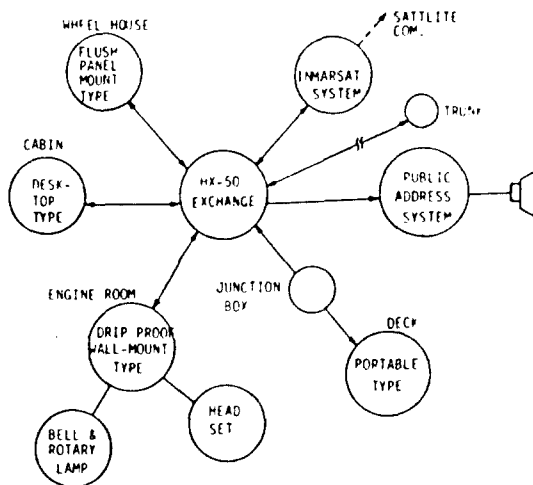 WHEEL HOUSE
FLUSH
PANEL
MOUNT
TYPE
SATTLITE
COM.
INMARSAT
SYSTEM
TRUNK
CABIN
DESK-
TOP
TYPE
HX-50
EXCHANGE
PUBLIC
ADDRESS
SYSTEM
ENGINE ROOM
DRIP PROOF
WALL-MOUNT
TYPE
JUNCTION
BOX
DECK
PORTABLE
TYPE
HEAD
SET
BELL &
ROTARY
LAMP